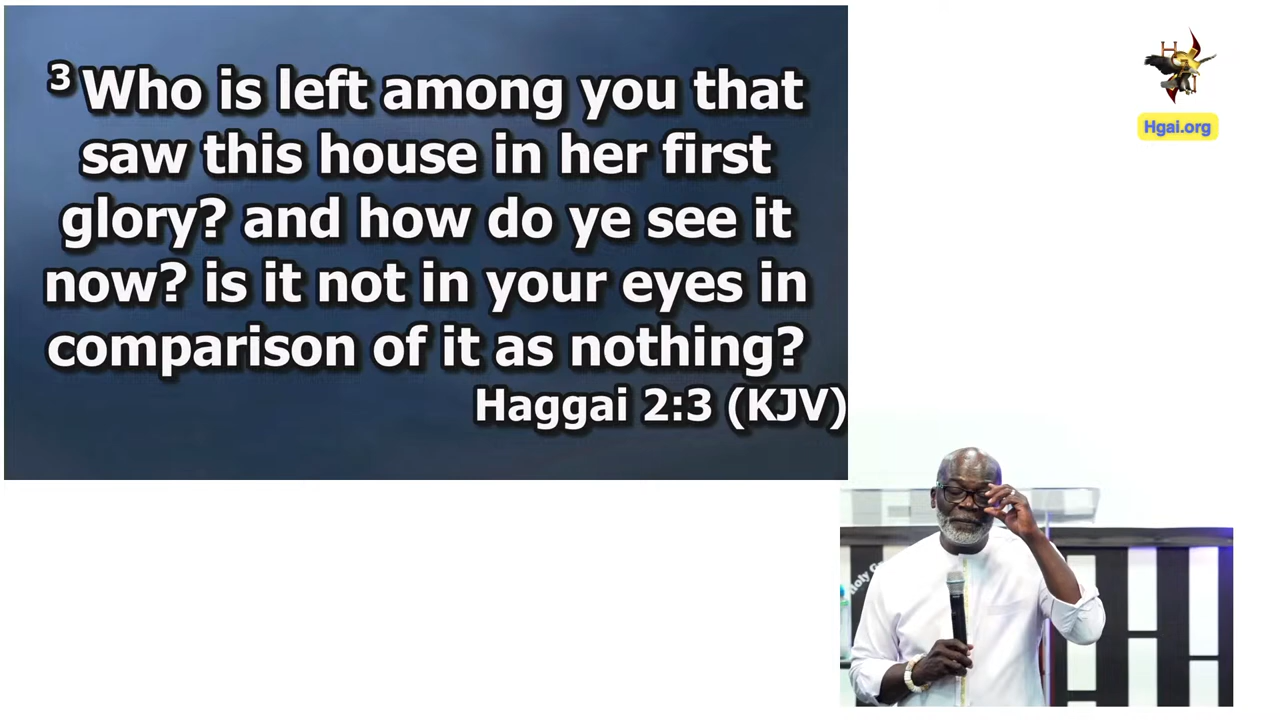 3 Who is left among you that
saw this house in her first
glory? and how do ye see it
now? is it not in your eyes in
comparison of it as nothing?
Haggai 2:3 (KJV)
H
Hgai.org
Holy G